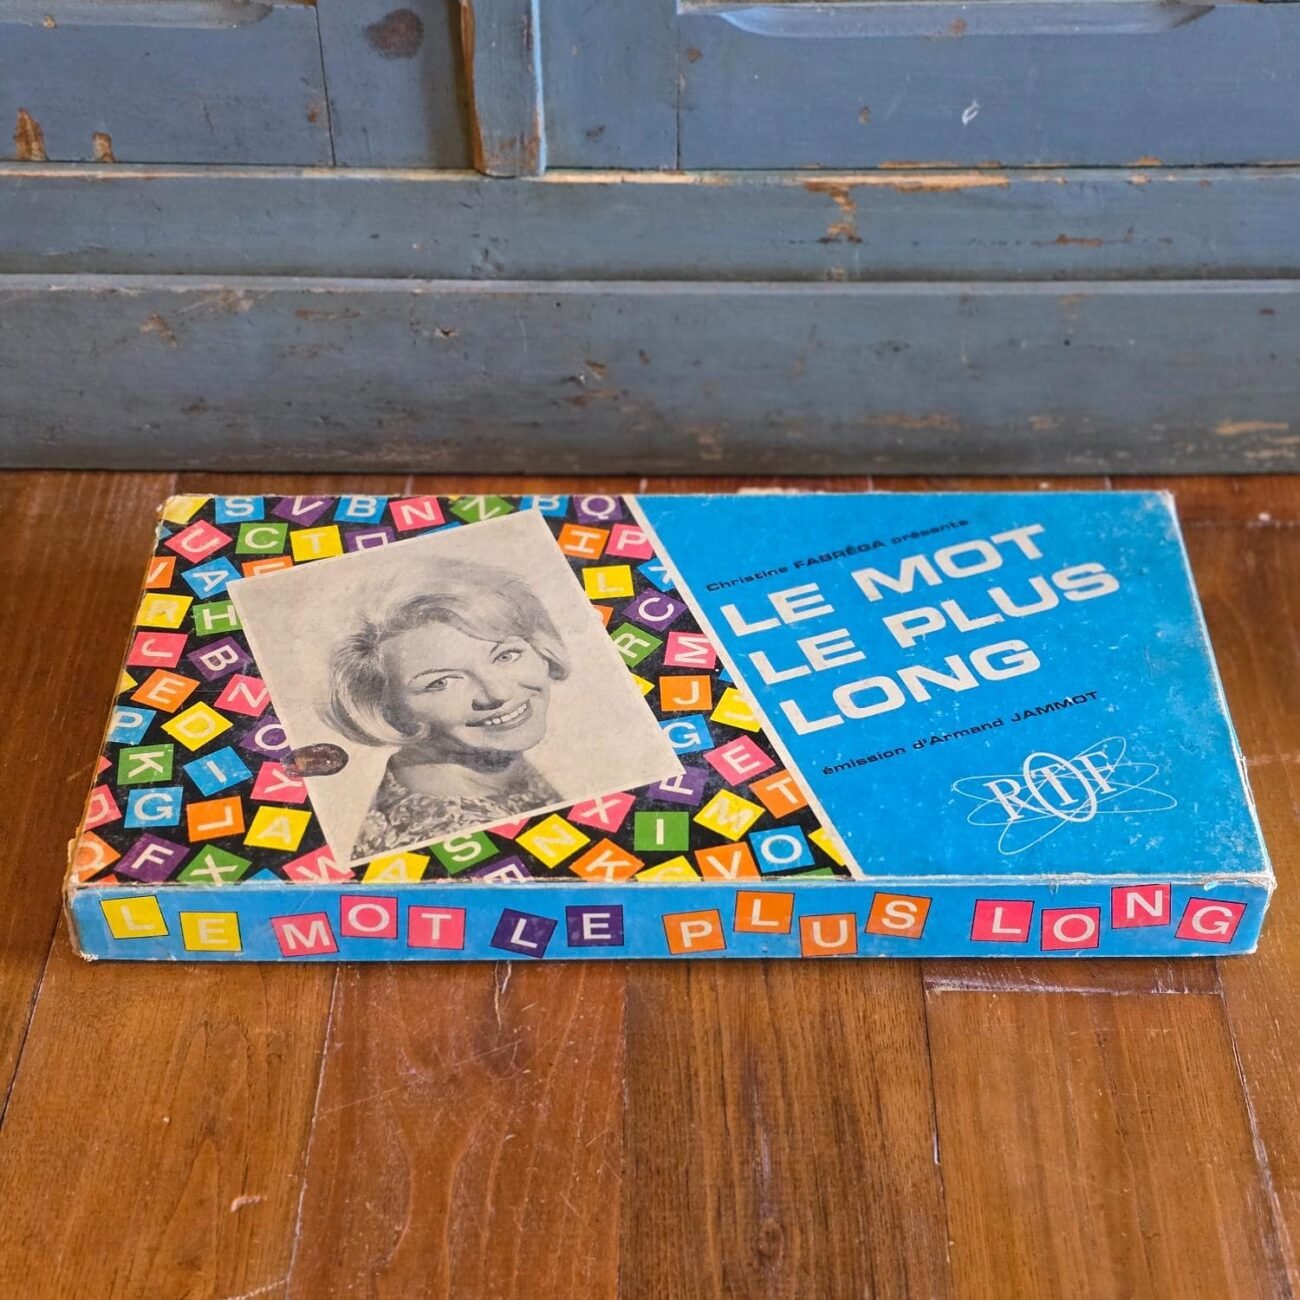 Christine FABRÉGA présente
LE MOT
LE PLUS
LONG
émission d'Armand JAMMOT
RTF
LE MOT LE PLUS LONG